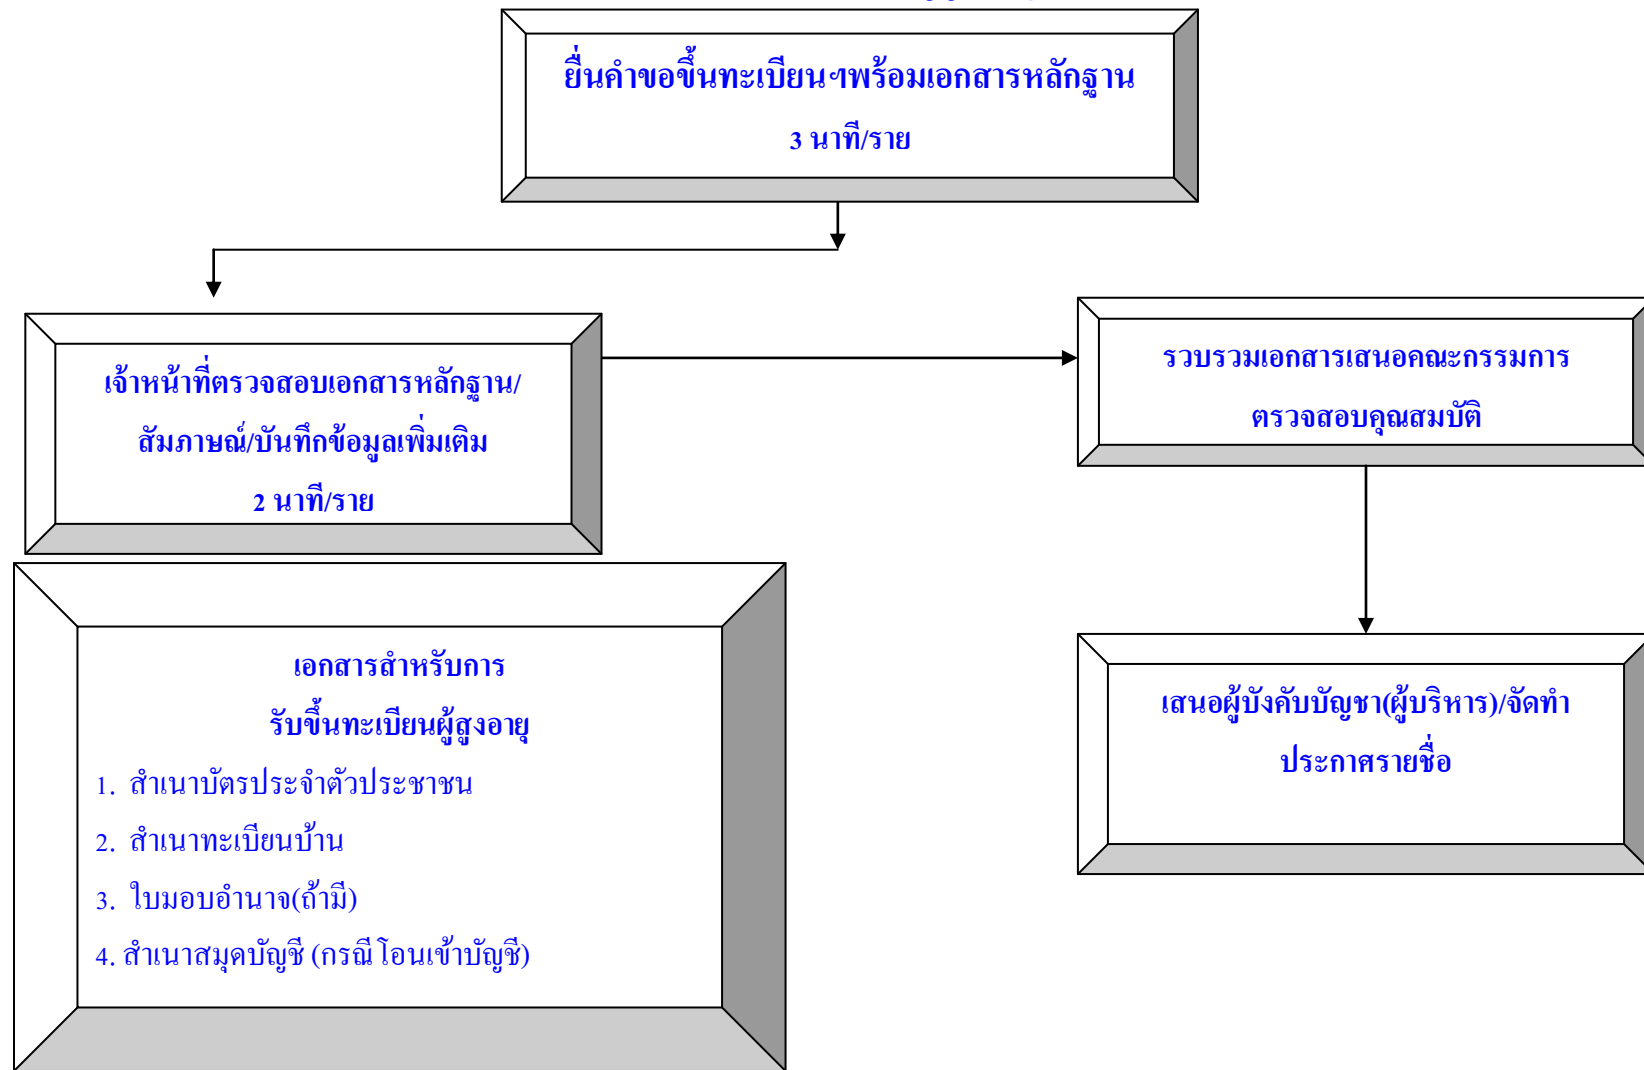 ยื่นคำขอขึ้นทะเบียนฯพร้อมเอกสารหลักฐาน
3 นาที/ราย
เจ้าหน้าที่ตรวจสอบเอกสารหลักฐาน/
สัมภาษณ์/บันทึกข้อมูลเพิ่มเติม
2 นาที/ราย
รวบรวมเอกสารเสนอคณะกรรมการ
ตรวจสอบคุณสมบัติ
เสนอผู้บังคับบัญชา(ผู้บริหาร)/จัดทำ
ประกาศรายชื่อ
เอกสารสำหรับการ
รับขึ้นทะเบียนผู้สูงอายุ
1. สำเนาบัตรประจำตัวประชาชน
2. สำเนาทะเบียนบ้าน
3. ใบมอบอำนาจ(ถ้ามี)
4. สำเนาสมุดบัญชี (กรณีโอนเข้าบัญชี)